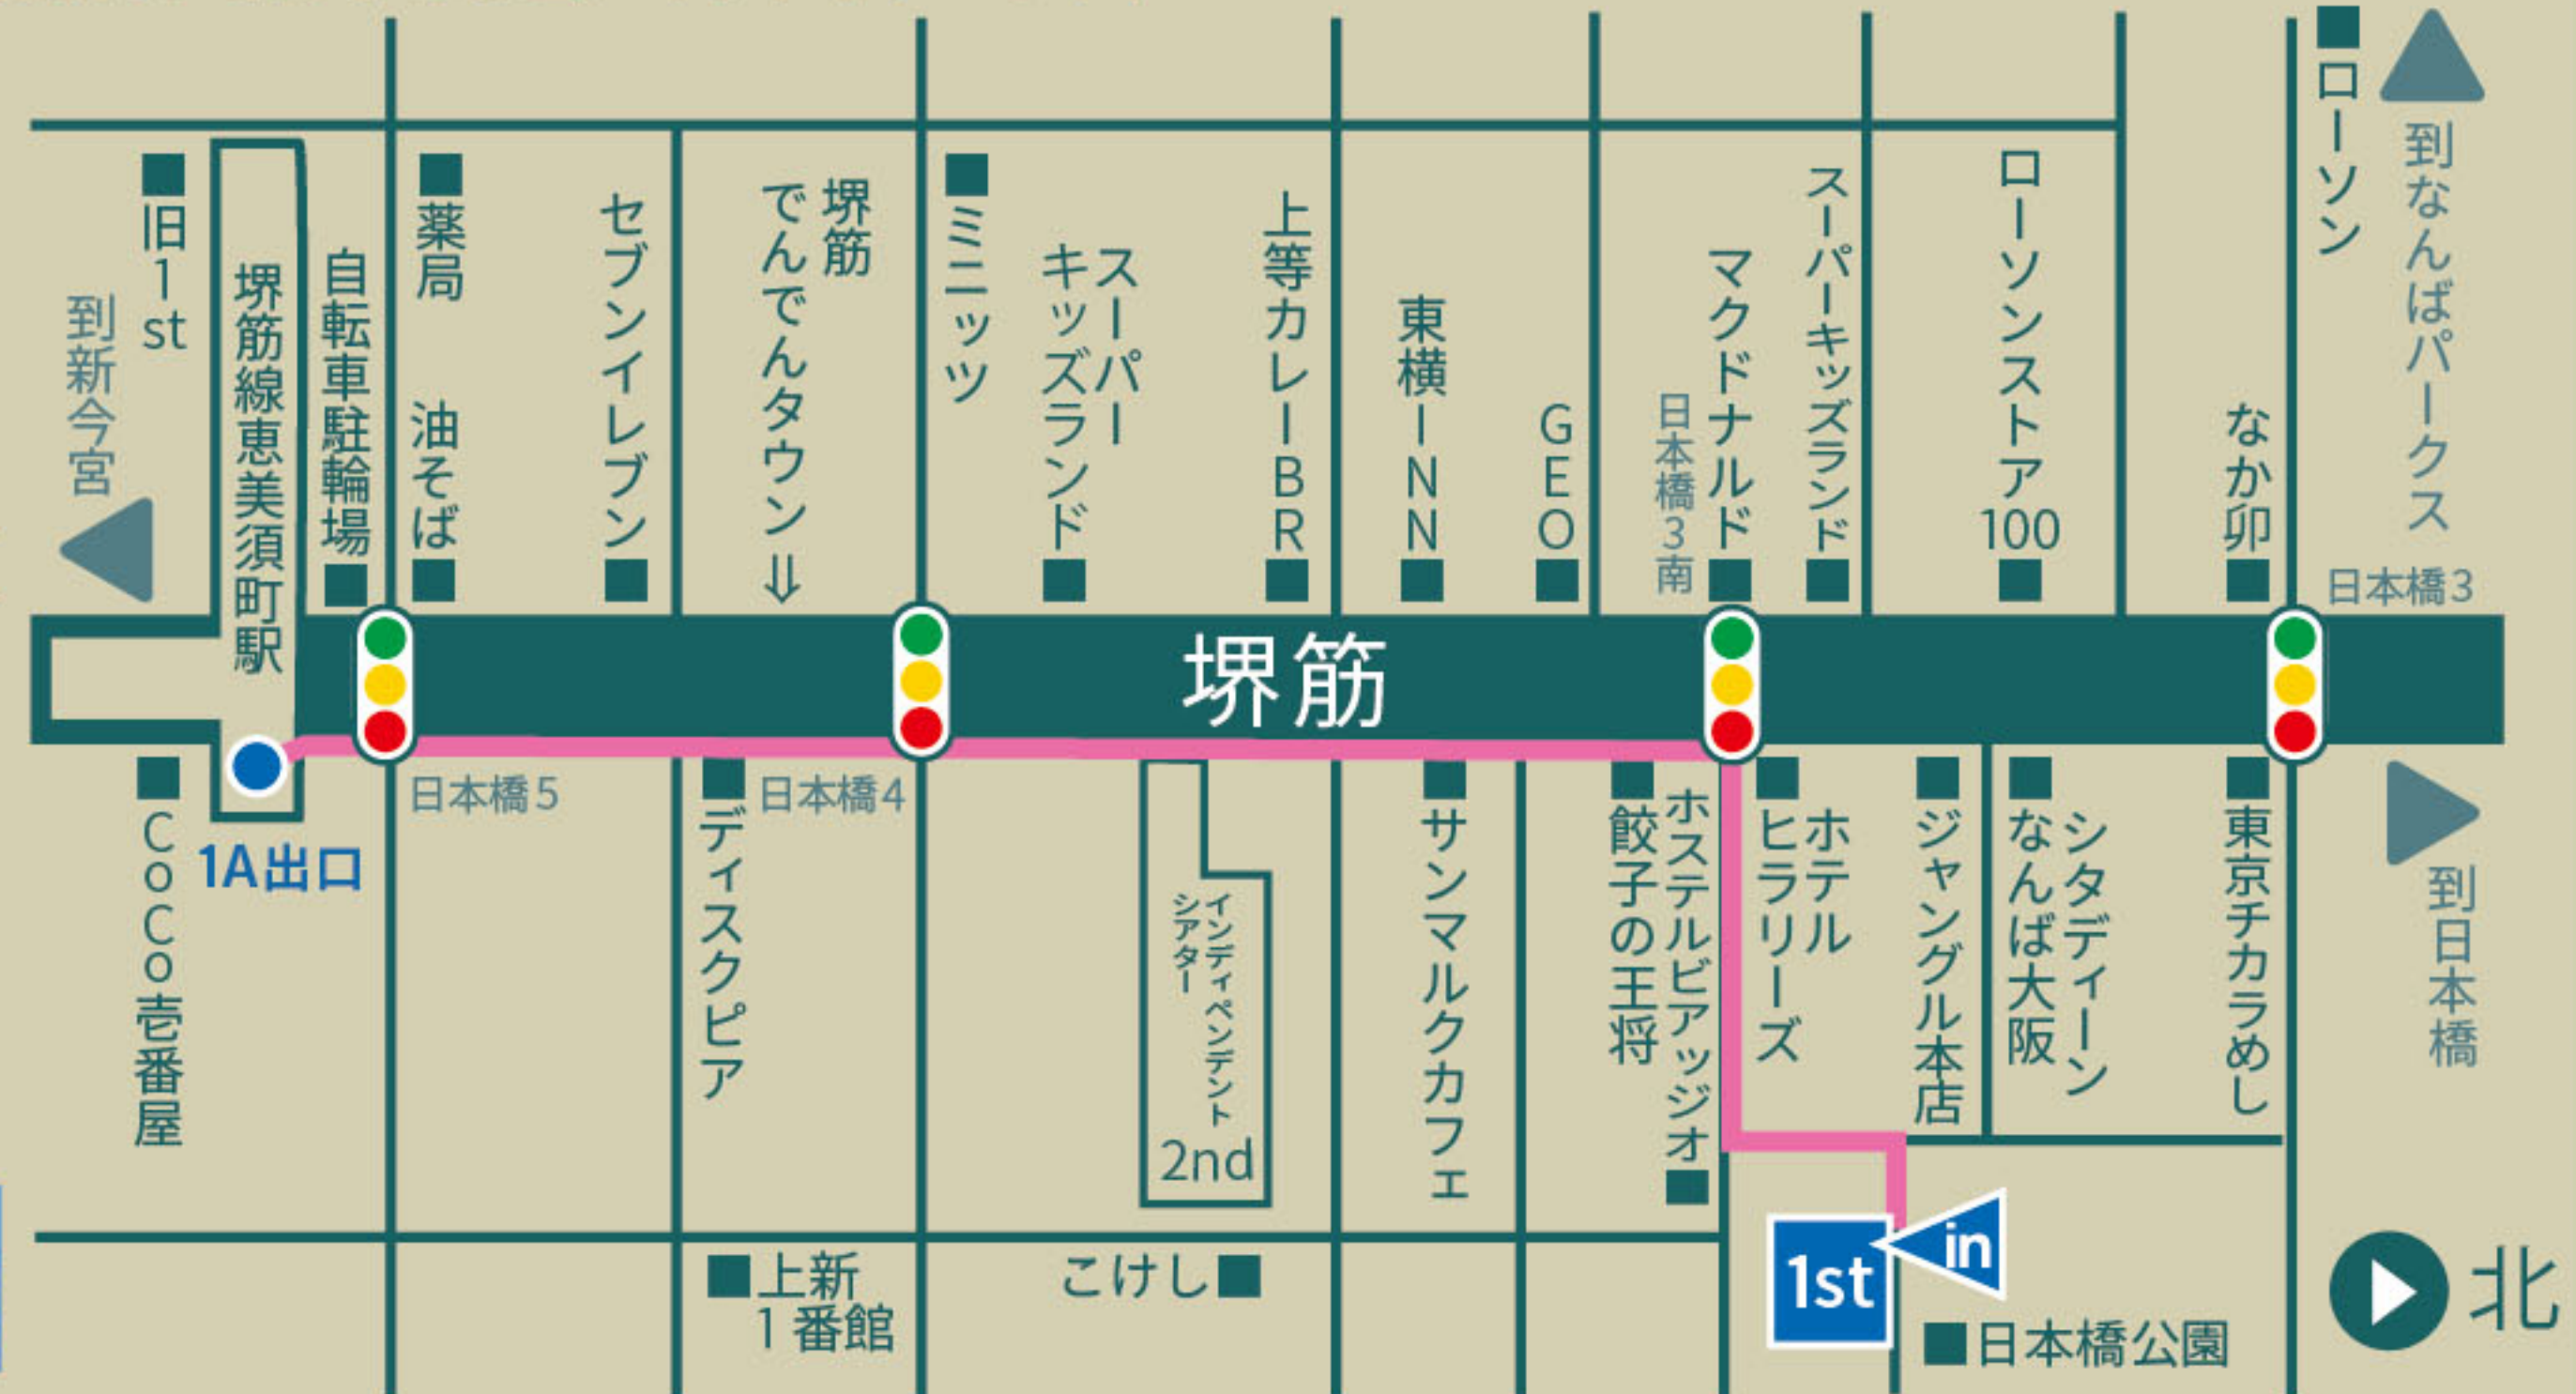 旧1st
到新今宮
堺筋線恵美須町駅
自転車駐輪場
薬局
油そば
セブンイレブン
堺筋
でんでんタウン⇓
ミニッツ
スーパー
キッズランド
上等カレーBR
東横INN
GEO
日本橋3南
マクドナルド
スーパーキッズランド
ローソンストア100
なか卯
ローソン
到なんばパークス
日本橋3
堺筋
CoCo壱番屋
1A出口
日本橋5
ディスクピア
日本橋4
インディペンデント
シアター
2nd
サンマルクカフェ
餃子の王将
ホステルビアッジオ
ホテル
ヒラリーズ
ジャングル本店
シタディーン
なんば大阪
東京チカラめし
到日本橋
上新
1番館
こけし
1st
in
日本橋公園
北